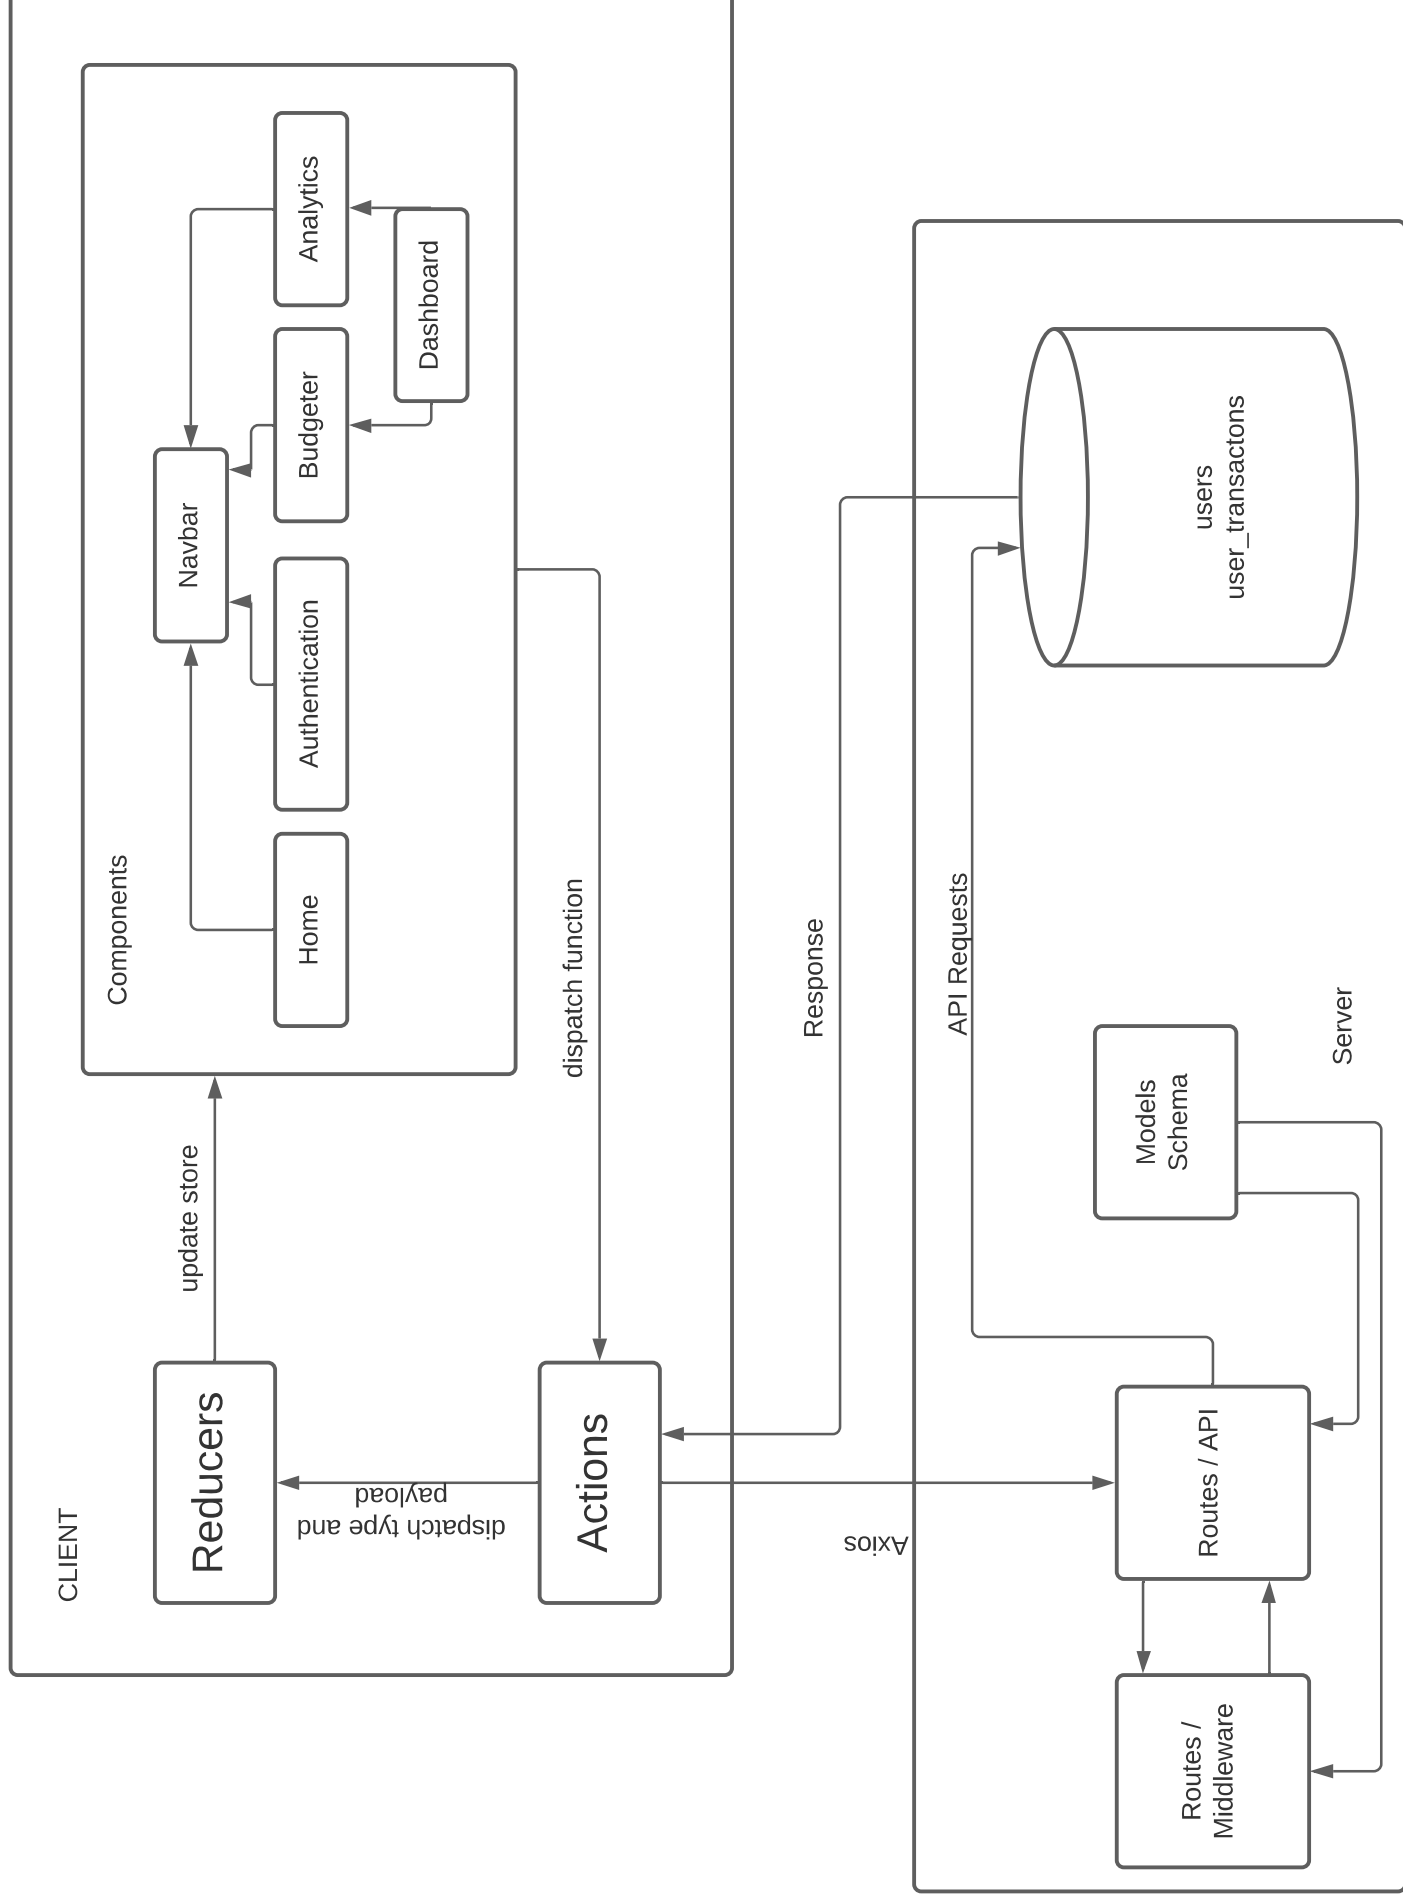 CLIENT
Components
Navbar
Home
Authentication
Budgeter
Analytics
Dashboard
update store
Reducers
dispatch type and
payload
dispatch function
Actions
Response
Axios
API Requests
users
user_transactons
Models
Schema
Server
Routes / API
Routes /
Middleware